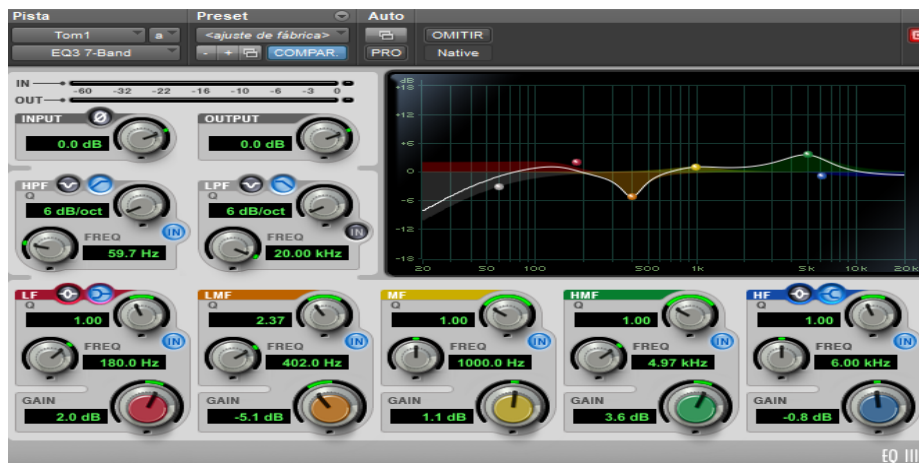 Pista Preset Auto
Tom1 a <ajuste de fábrica> OMITIR
EQ3 7-Band - + COMPAR. PRO Native
IN
-60 -32 -22 -16 -10 -6 -3 0
OUT
INPUT Ø OUTPUT
0.0 dB 0.0 dB
HPF LPF
Q Q
6 dB/oct 6 dB/oct
IN IN
FREQ FREQ
59.7 Hz 20.00 kHz
dB
+18
+12
+6
0
-6
-12
-18
20 50 100 500 1k 5k 10k 20k
LF LMF MF HMF HF
Q Q Q Q Q
1.00 2.37 1.00 1.00 1.00
IN IN IN IN IN
FREQ FREQ FREQ FREQ FREQ
180.0 Hz 402.0 Hz 1000.0 Hz 4.97 kHz 6.00 kHz
GAIN GAIN GAIN GAIN GAIN
2.0 dB -5.1 dB 1.1 dB 3.6 dB -0.8 dB
EQ III